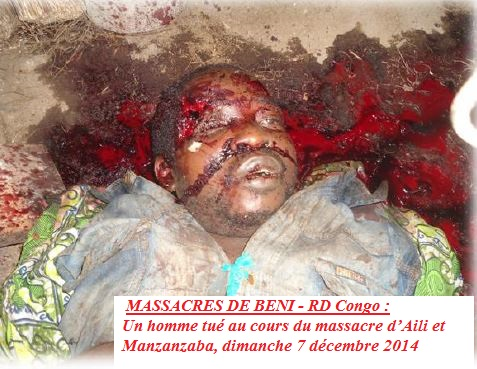 MASSACRES DE BENI - RD Congo :
Un homme tué au cours du massacre d’Aili et
Manzanzaba, dimanche 7 décembre 2014